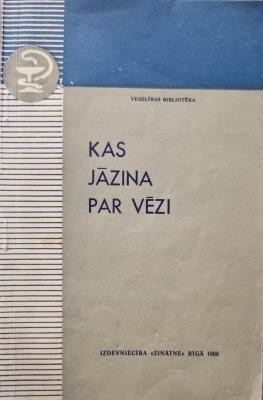 VESELĪBAS BIBLIOTĒKA
KAS
JĀZINA
PAR VĒZI
IZDEVNIECĪBA «ZINĀTNE» RĪGĀ 1968